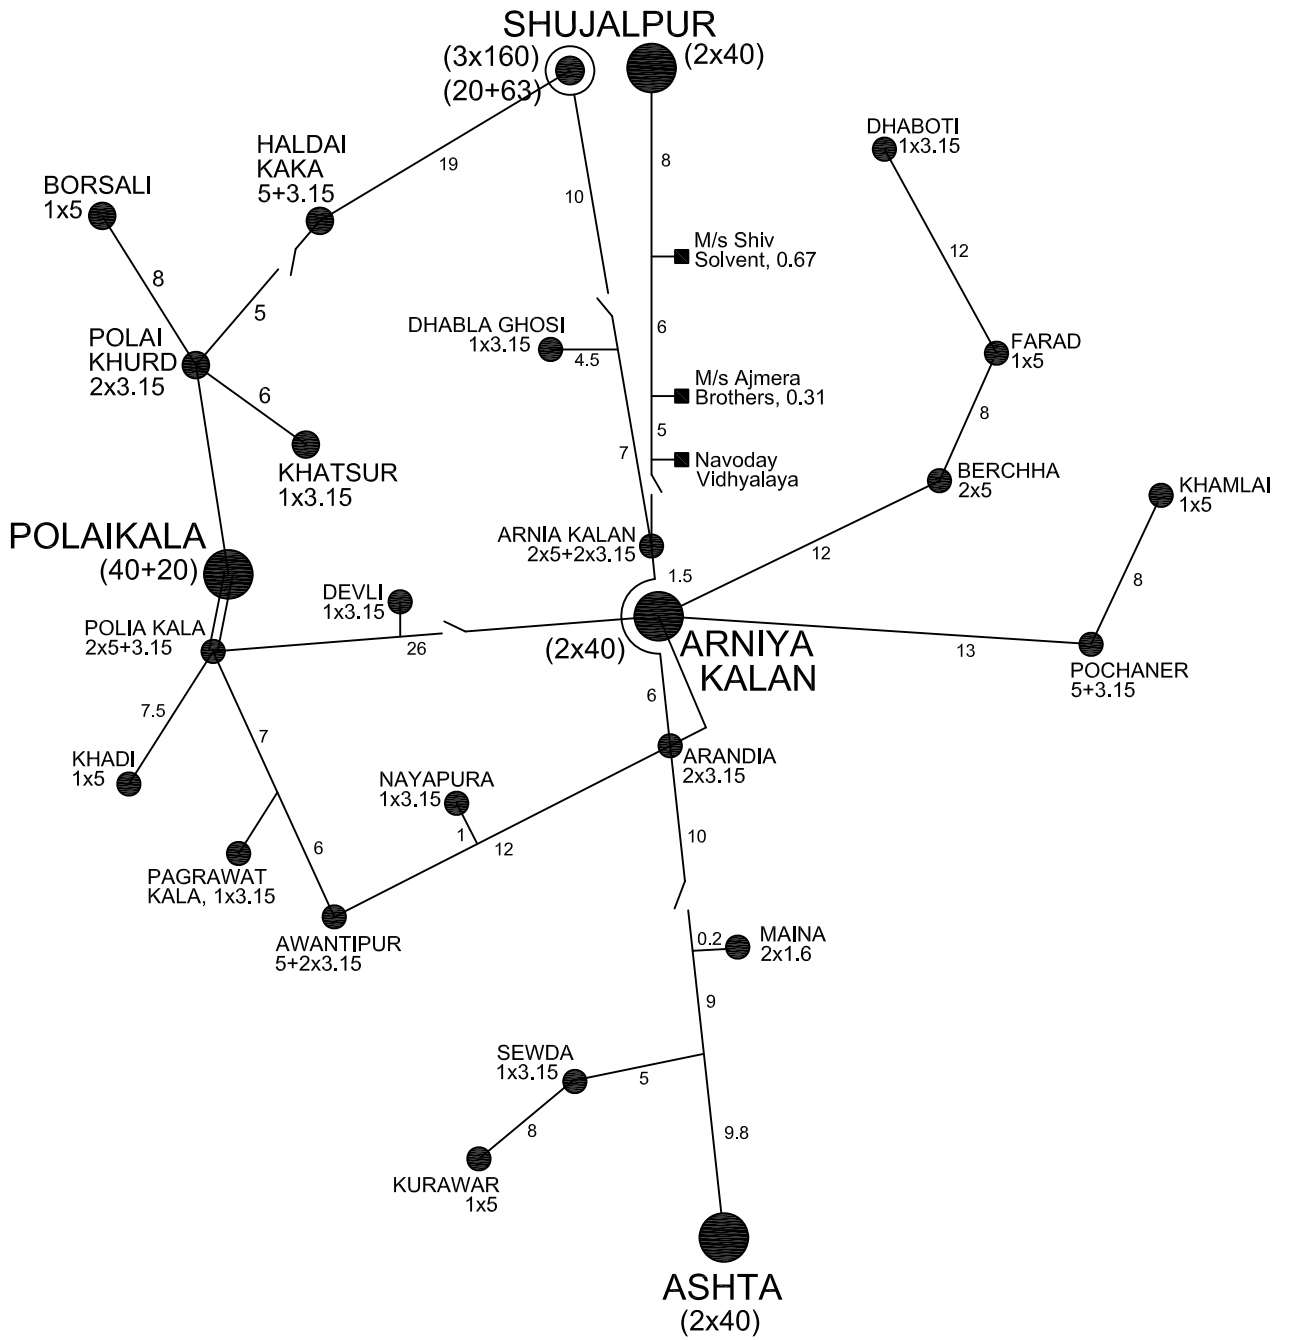 SHUJALPUR
(3x160)
(20+63)
(2x40)
DHABOTI
1x3.15
HALDAI
KAKA
5+3.15
19
8
10
BORSALI
1x5
M/s Shiv
Solvent, 0.67
12
8
5
POLAI
KHURD
2x3.15
DHABLA GHOSI
1x3.15
4.5
6
FARAD
1x5
M/s Ajmera
Brothers, 0.31
6
8
5
7
Navoday
Vidhyalaya
KHATSUR
1x3.15
BERCHHA
2x5
KHAMLAI
1x5
POLAIKALA
(40+20)
ARNIA KALAN
2x5+2x3.15
12
1.5
8
DEVLI
1x3.15
POLIA KALA
2x5+3.15
26
(2x40)
ARNIYA
KALAN
13
POCHANER
5+3.15
6
7.5
7
KHADI
1x5
NAYAPURA
1x3.15
ARANDIA
2x3.15
1
12
10
6
PAGRAWAT
KALA, 1x3.15
AWANTIPUR
5+2x3.15
0.2
MAINA
2x1.6
9
SEWDA
1x3.15
5
8
9.8
KURAWAR
1x5
ASHTA
(2x40)